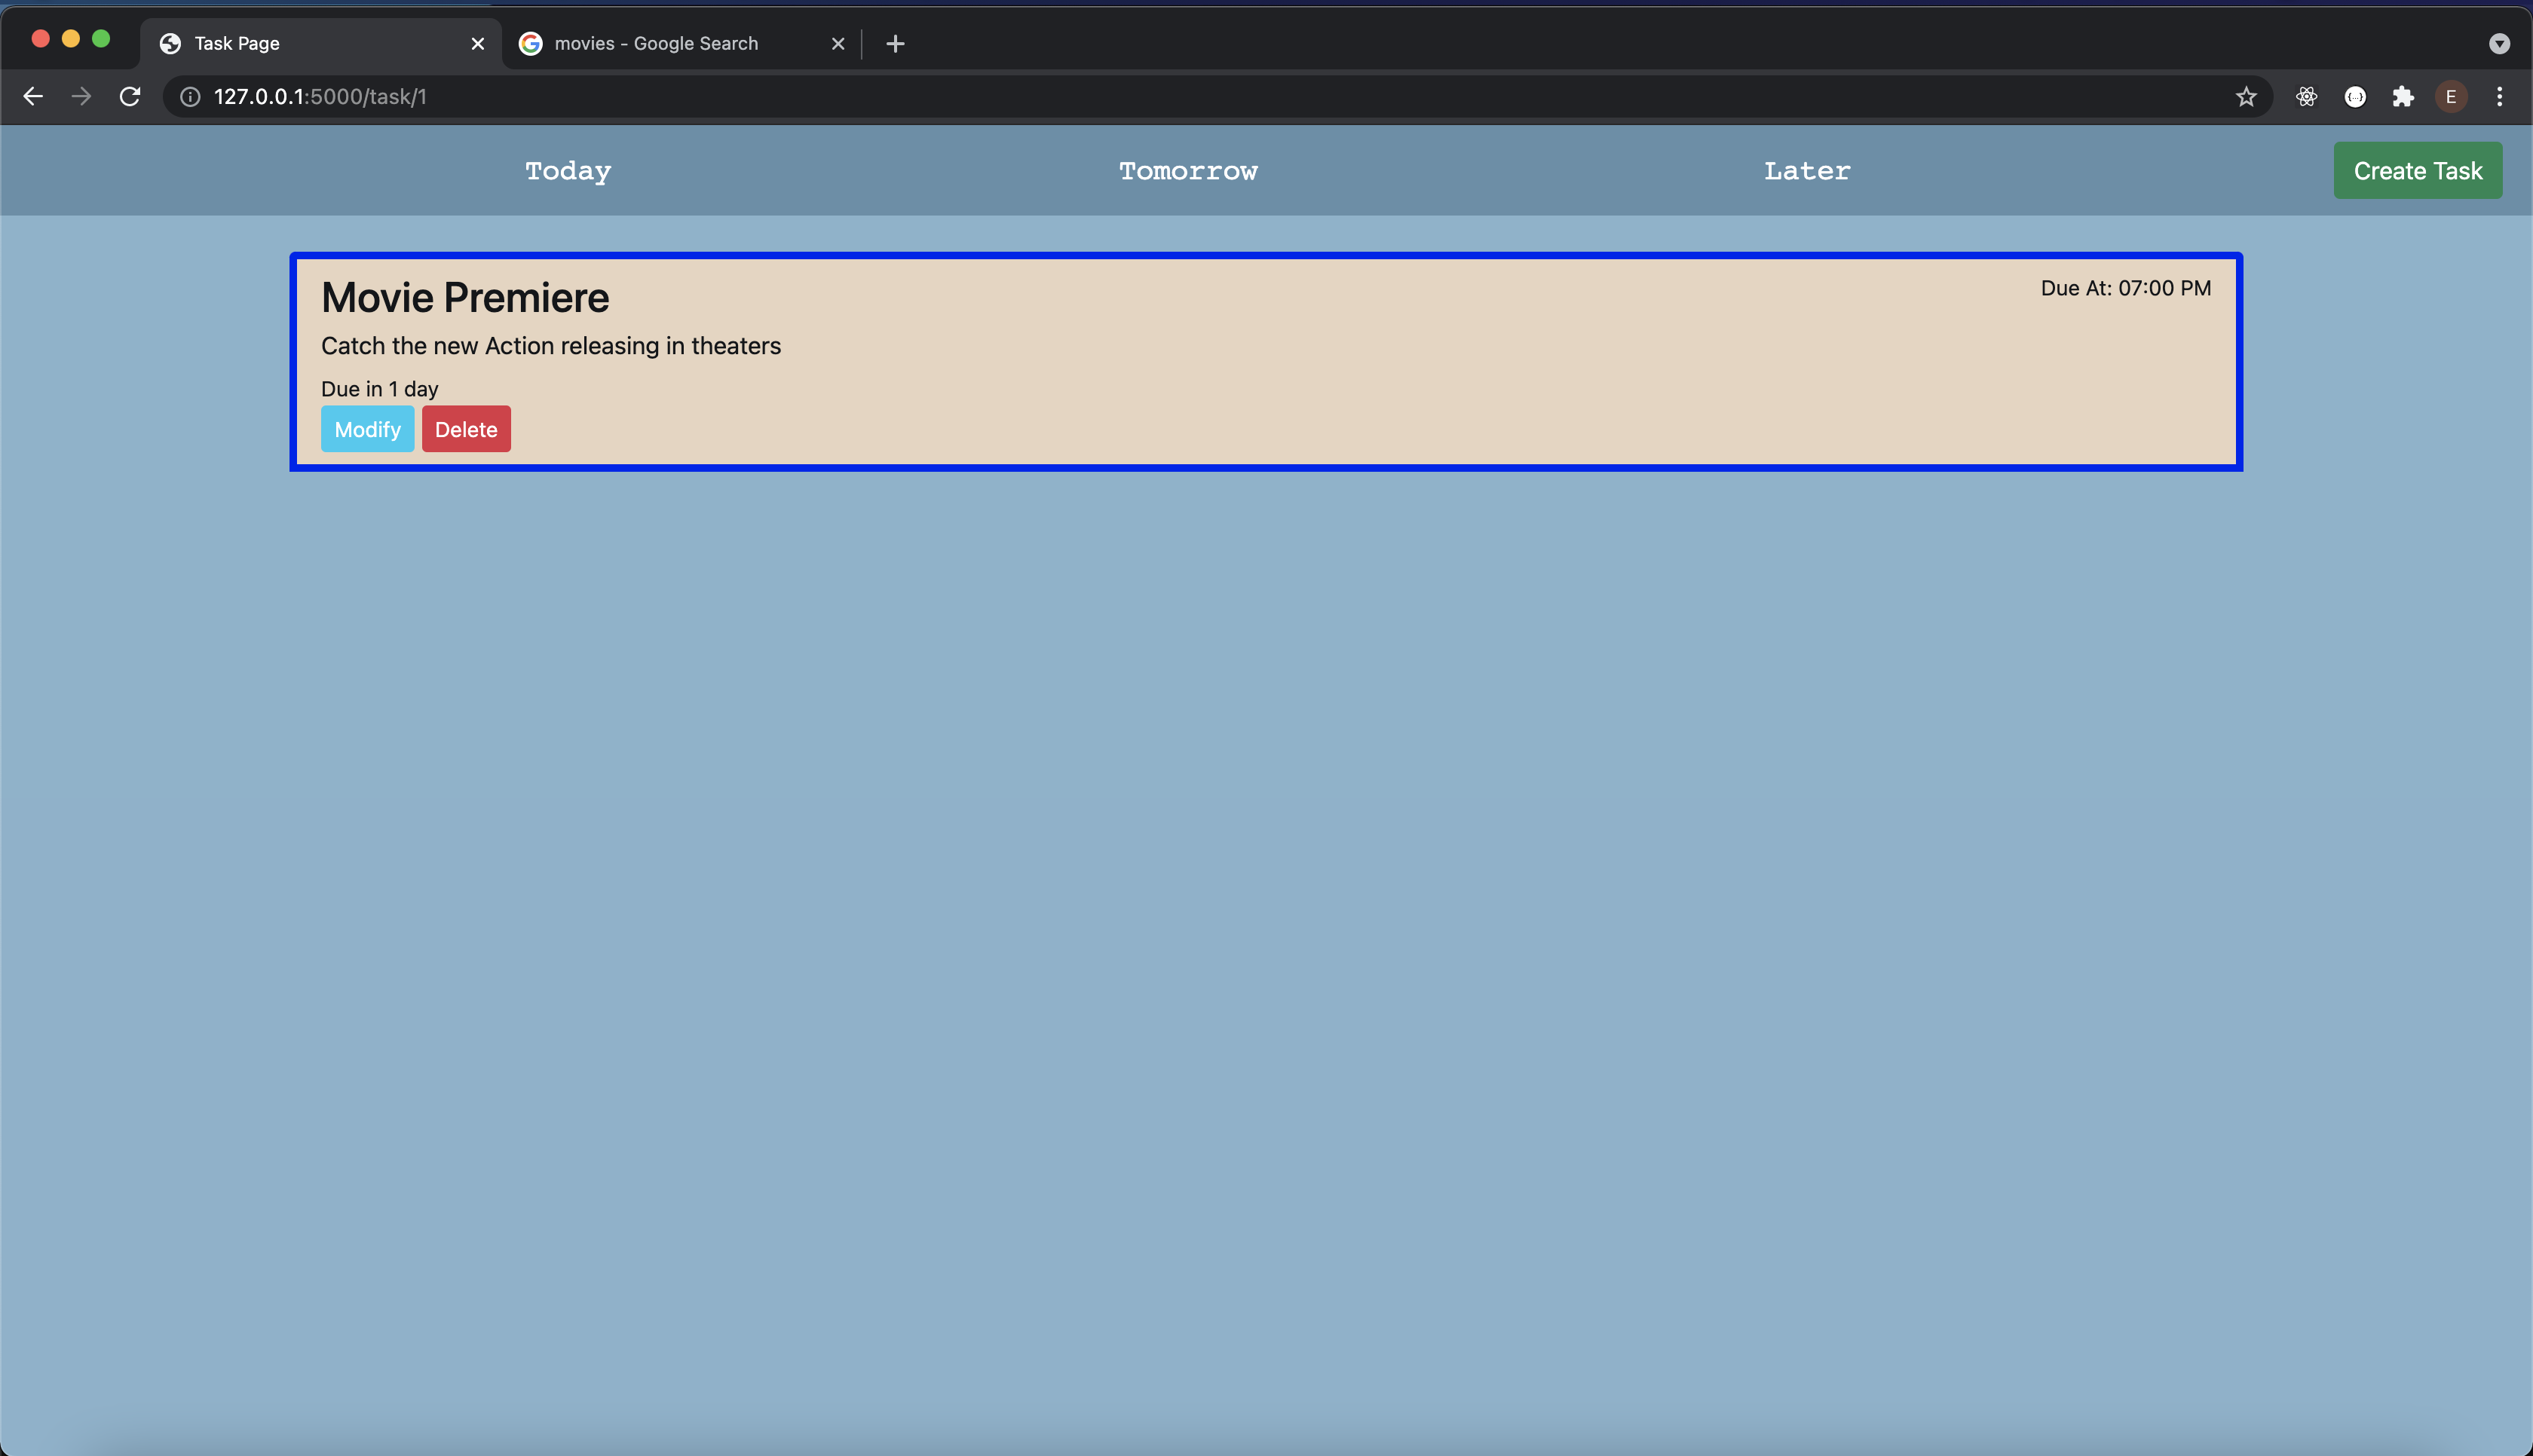 Task Page
movies - Google Search
127.0.0.1:5000/task/1
E
Today Tomorrow Later Create Task
Movie Premiere
Due At: 07:00 PM
Catch the new Action releasing in theaters
Due in 1 day
Modify Delete